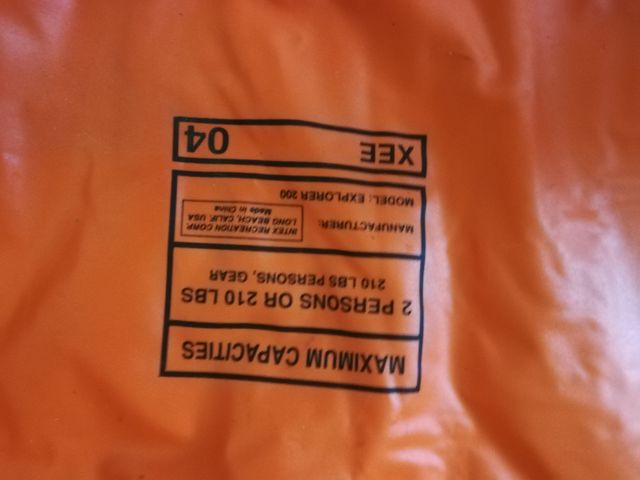 MAXIMUM CAPACITIES
2 PERSONS OR 210 LBS
210 LBS PERSONS, GEAR
MANUFACTURER:
INTEX RECREATION CORP.
LONG BEACH, CALIF. USA
Made in China
MODEL: EXPLORER 200
XEE 04